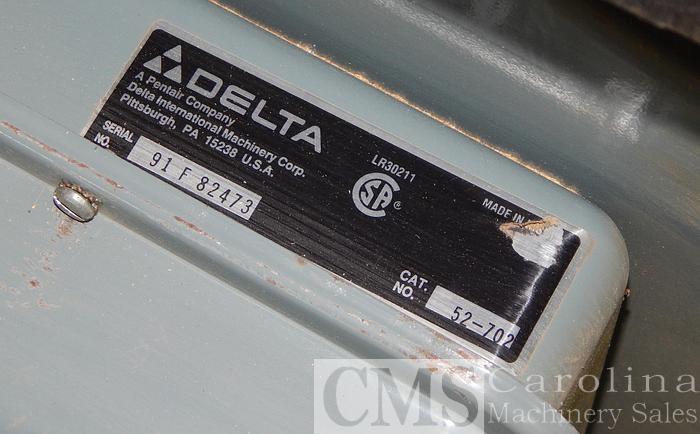 DELTA
A Pentair Company
Delta International Machinery Corp.
Pittsburgh, PA 15238 U.S.A.
SERIAL NO. 91 F 82473
LR30211
SA ®
MADE IN
CAT. NO. 52-702
CMS Carolina
Machinery Sales